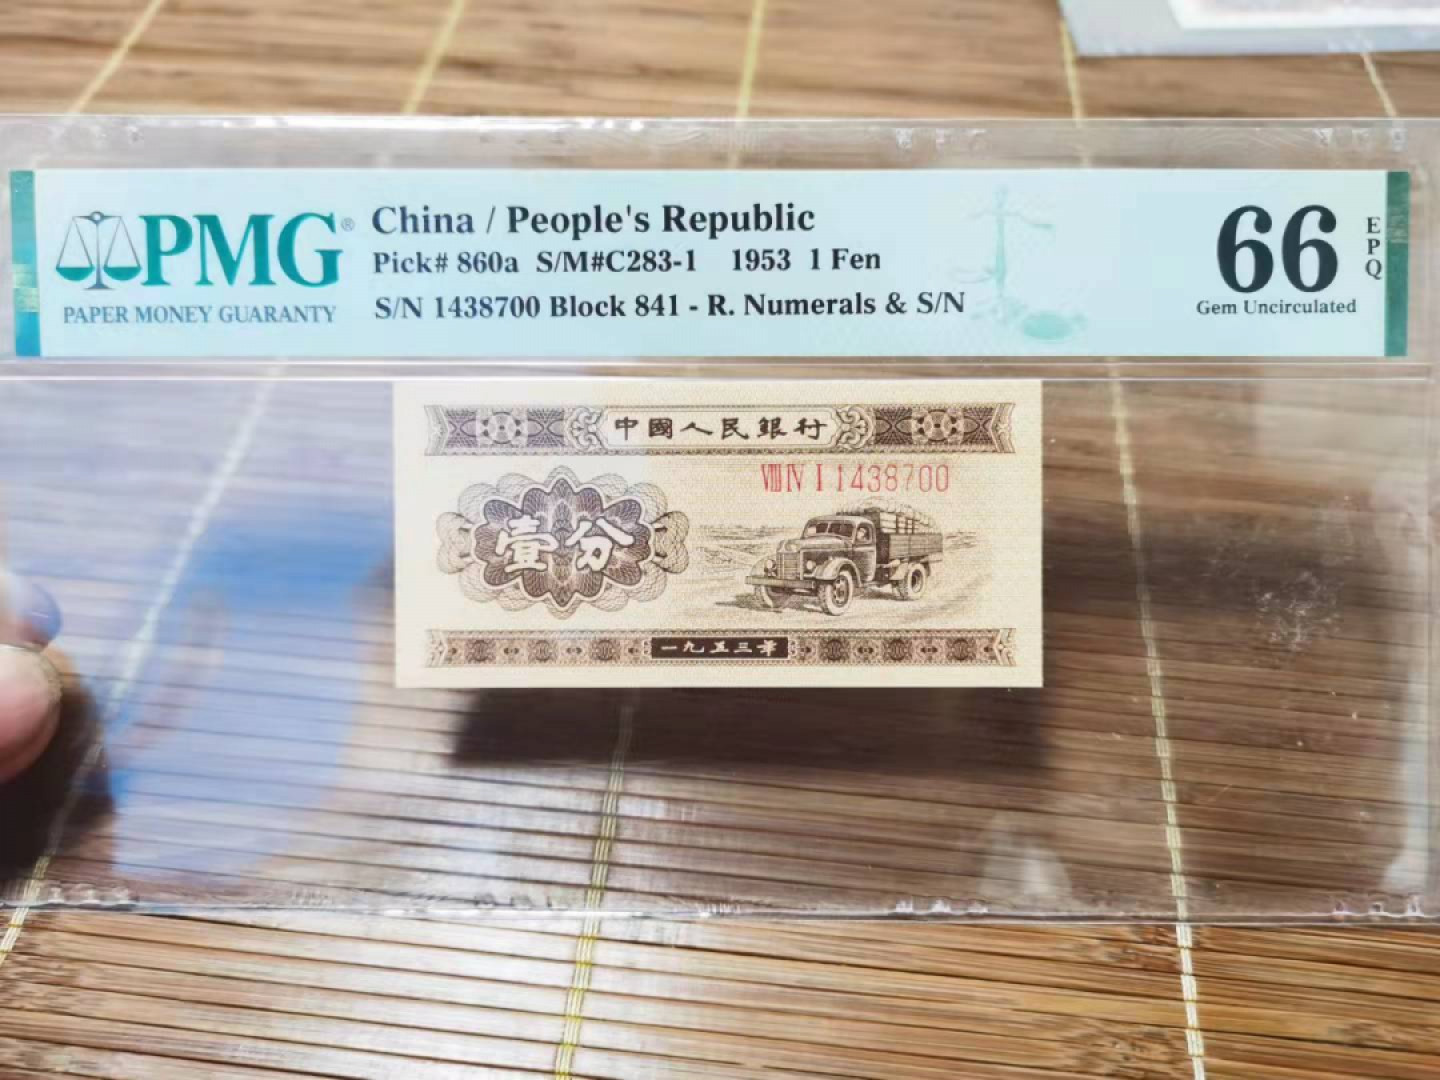 PMG®
PAPER MONEY GUARANTY
China / People's Republic
Pick# 860a S/M#C283-1 1953 1 Fen
S/N 1438700 Block 841 - R. Numerals & S/N
66
EPQ
Gem Uncirculated
中國人民銀行
VIII IV I 1438700
壹分
一九五三年